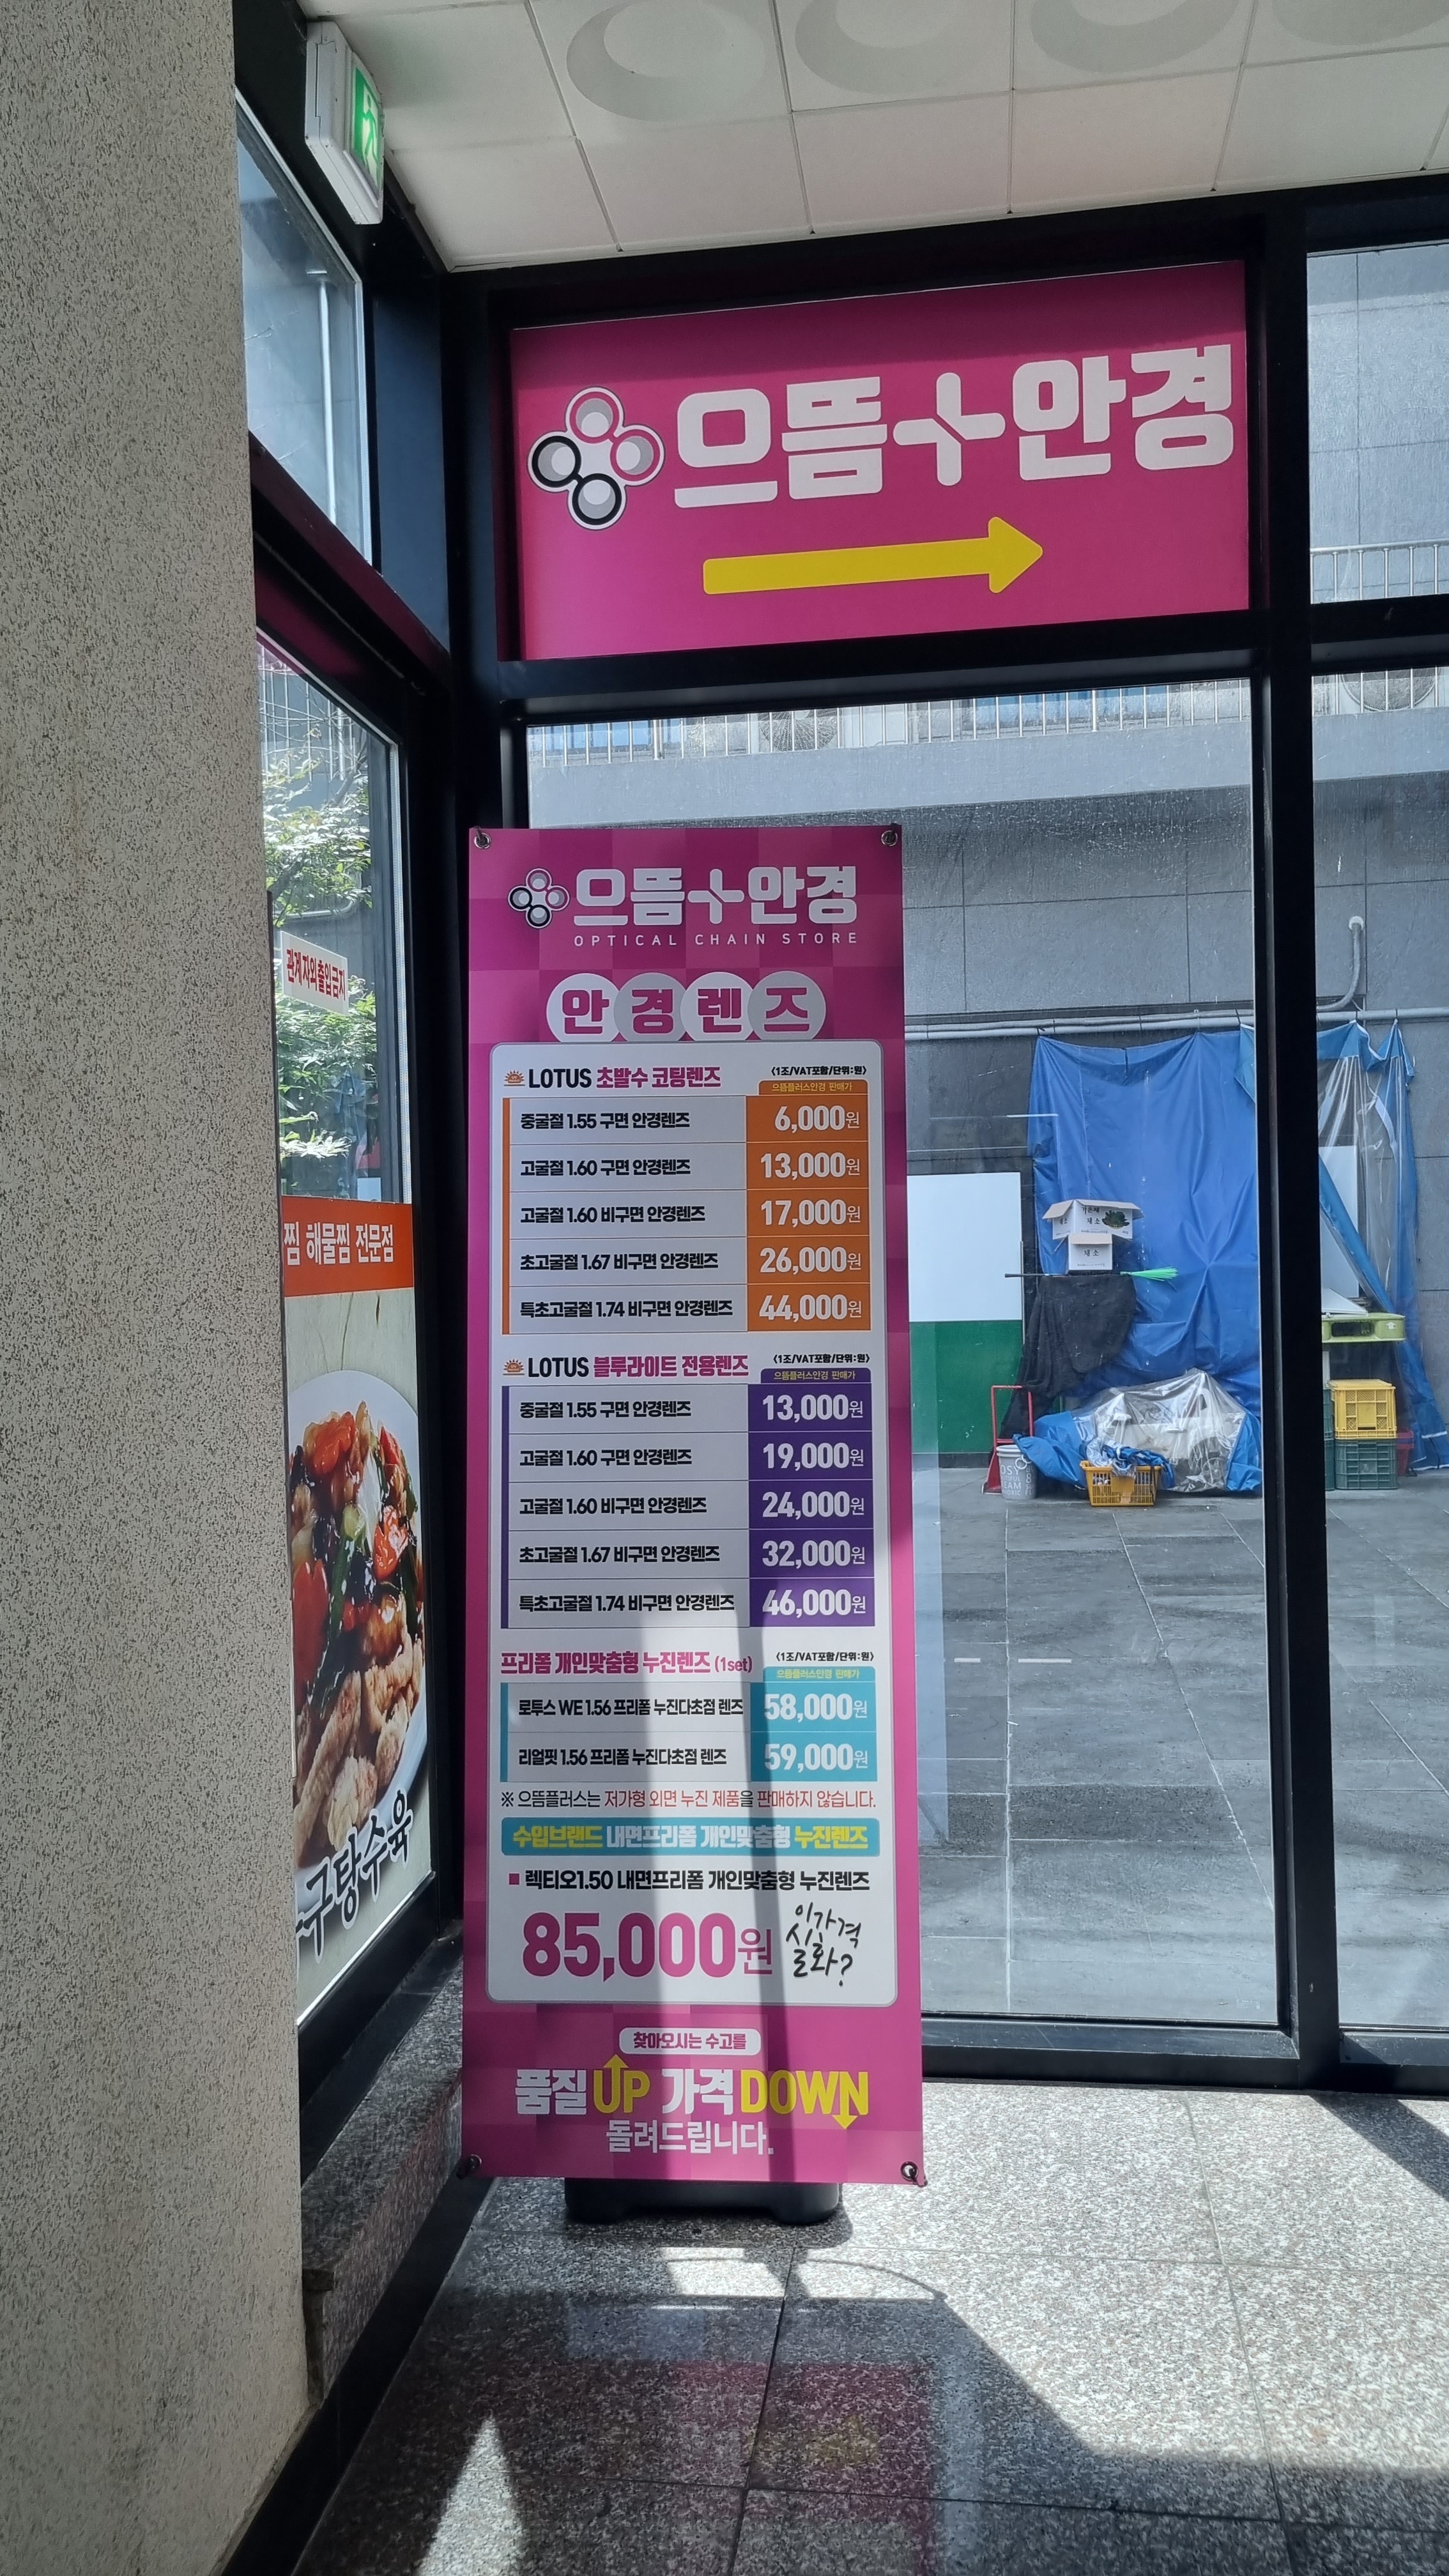 으뜸+안경
으뜸+안경
OPTICAL CHAIN STORE
안경렌즈
LOTUS 초발수 코팅렌즈
(1조/VAT포함/단위:원)
으뜸플러스안경 판매가
중굴절 1.55 구면 안경렌즈 6,000원
고굴절 1.60 구면 안경렌즈 13,000원
고굴절 1.60 비구면 안경렌즈 17,000원
초고굴절 1.67 비구면 안경렌즈 26,000원
특초고굴절 1.74 비구면 안경렌즈 44,000원
LOTUS 블루라이트 전용렌즈
(1조/VAT포함/단위:원)
으뜸플러스안경 판매가
중굴절 1.55 구면 안경렌즈 13,000원
고굴절 1.60 구면 안경렌즈 19,000원
고굴절 1.60 비구면 안경렌즈 24,000원
초고굴절 1.67 비구면 안경렌즈 32,000원
특초고굴절 1.74 비구면 안경렌즈 46,000원
프리폼 개인맞춤형 누진렌즈 (1set)
(1조/VAT포함/단위:원)
으뜸플러스안경 판매가
로투스 WE 1.56 프리폼 누진다초점 렌즈 58,000원
리얼핏 1.56 프리폼 누진다초점 렌즈 59,000원
※ 으뜸플러스는 저가형 외면 누진 제품을 판매하지 않습니다.
수입브랜드 내면프리폼 개인맞춤형 누진렌즈
■ 렉티오1.50 내면프리폼 개인맞춤형 누진렌즈
85,000원
이가격
실화?
찾아오시는 수고를
품질UP 가격DOWN
돌려드립니다.
관계자외출입금지
찜 해물찜 전문점
구탕수육
채소